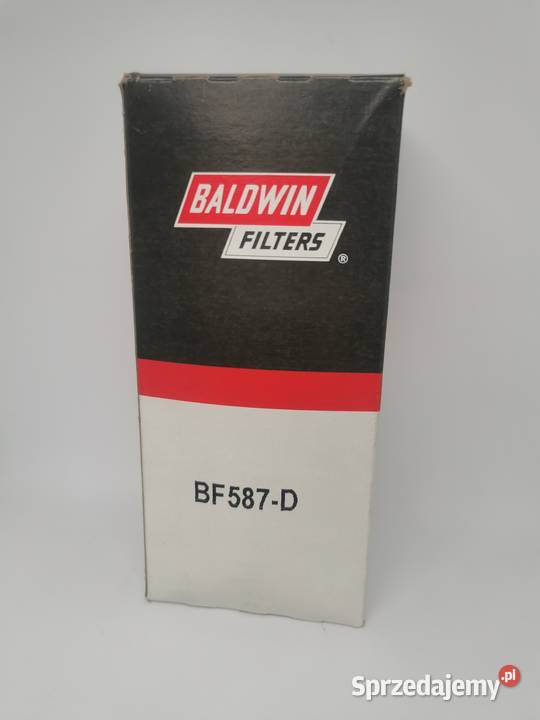 BALDWIN
FILTERS ®
BF587-D
Sprzedajemy.pl